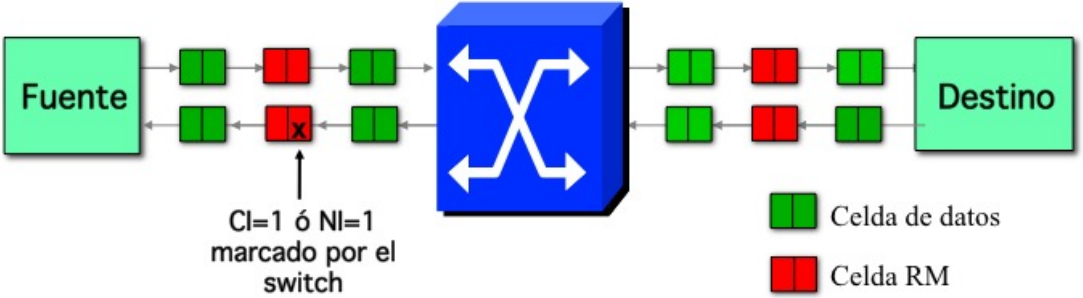 Fuente
Destino
x
CI=1 ó NI=1
marcado por el
switch
Celda de datos
Celda RM